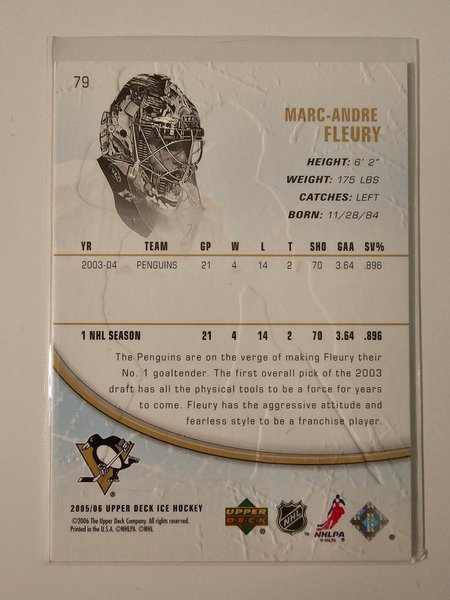 79
MARC-ANDRE
FLEURY
HEIGHT: 6' 2"
WEIGHT: 175 LBS
CATCHES: LEFT
BORN: 11/28/84
YR TEAM GP W L T SHO GAA SV%
2003-04 PENGUINS 21 4 14 2 70 3.64 .896
1 NHL SEASON 21 4 14 2 70 3.64 .896
The Penguins are on the verge of making Fleury their
No. 1 goaltender. The first overall pick of the 2003
draft has all the physical tools to be a force for years
to come. Fleury has the aggressive attitude and
fearless style to be a franchise player.
2005/06 UPPER DECK ICE HOCKEY
©2006 The Upper Deck Company. All rights reserved.
Printed in the U.S.A. ©NHLPA. ©NHL
UPPER
DECK
NHL
NHLPA